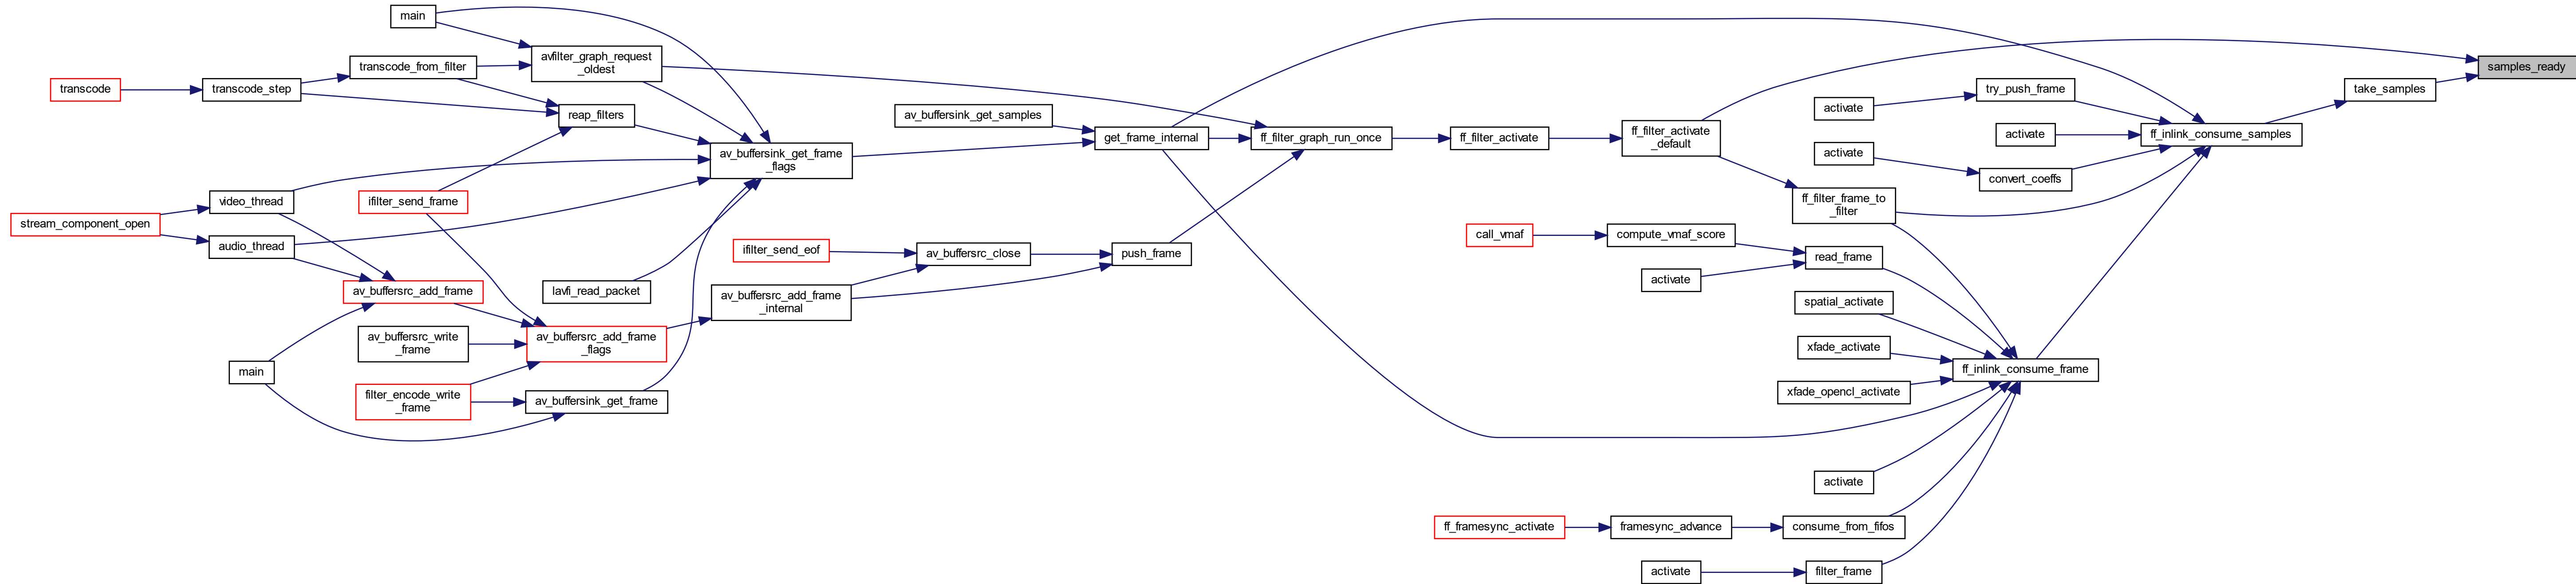 main
avfilter_graph_request
_oldest
transcode_from_filter
transcode
transcode_step
reap_filters
av_buffersink_get_frame
_flags
video_thread
ifilter_send_frame
stream_component_open
audio_thread
av_buffersrc_add_frame
lavfi_read_packet
av_buffersrc_write
_frame
av_buffersrc_add_frame
_flags
main
filter_encode_write
_frame
av_buffersink_get_frame
av_buffersink_get_samples
get_frame_internal
ff_filter_graph_run_once
ff_filter_activate
ifilter_send_eof
av_buffersrc_close
push_frame
av_buffersrc_add_frame
_internal
ff_filter_activate
_default
ff_filter_frame_to
_filter
samples_ready
take_samples
try_push_frame
activate
activate
ff_inlink_consume_samples
activate
convert_coeffs
call_vmaf
compute_vmaf_score
read_frame
activate
spatial_activate
xfade_activate
ff_inlink_consume_frame
xfade_opencl_activate
activate
ff_framesync_activate
framesync_advance
consume_from_fifos
activate
filter_frame